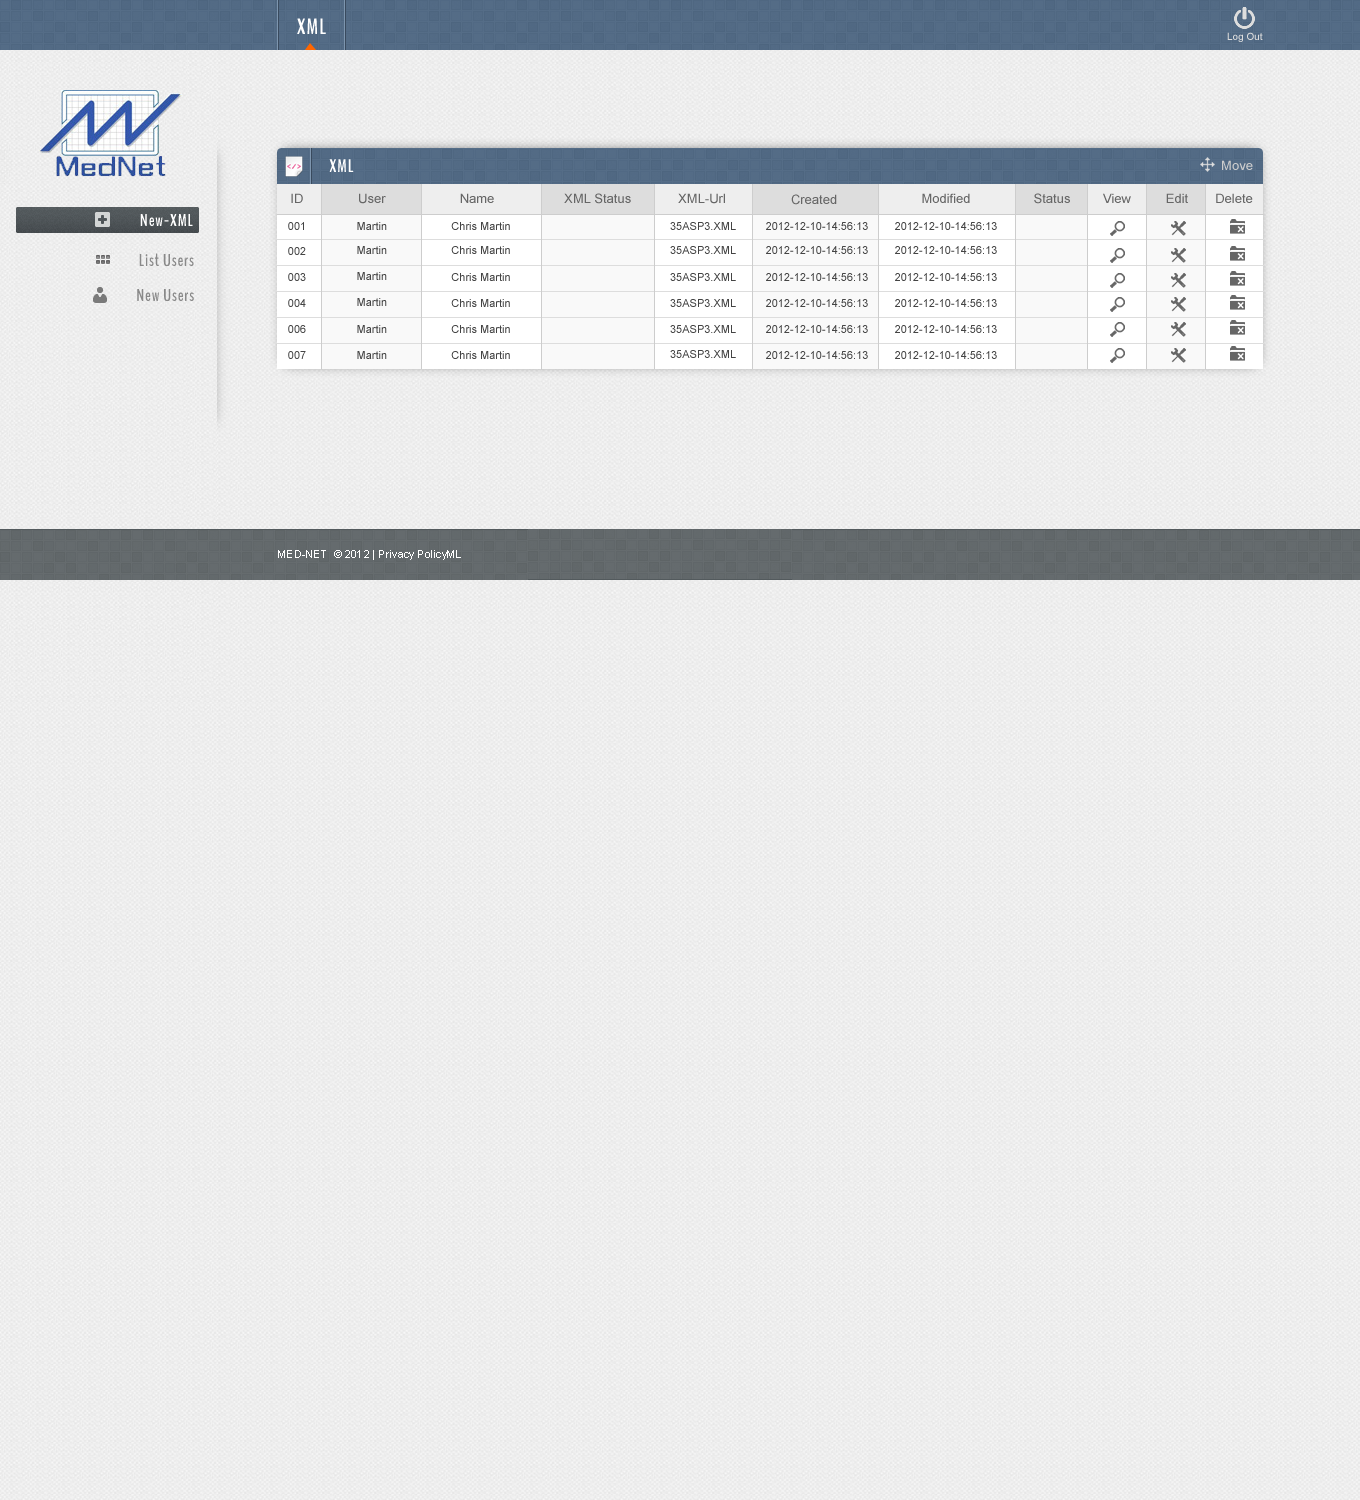 XML
Log Out
MedNet
New-XML
List Users
New Users
</> XML Move
ID User Name XML Status XML-Url Created Modified Status View Edit Delete
001 Martin Chris Martin 35ASP3.XML 2012-12-10-14:56:13 2012-12-10-14:56:13
002 Martin Chris Martin 35ASP3.XML 2012-12-10-14:56:13 2012-12-10-14:56:13
003 Martin Chris Martin 35ASP3.XML 2012-12-10-14:56:13 2012-12-10-14:56:13
004 Martin Chris Martin 35ASP3.XML 2012-12-10-14:56:13 2012-12-10-14:56:13
006 Martin Chris Martin 35ASP3.XML 2012-12-10-14:56:13 2012-12-10-14:56:13
007 Martin Chris Martin 35ASP3.XML 2012-12-10-14:56:13 2012-12-10-14:56:13
MED-NET © 2012 | Privacy PolicyML